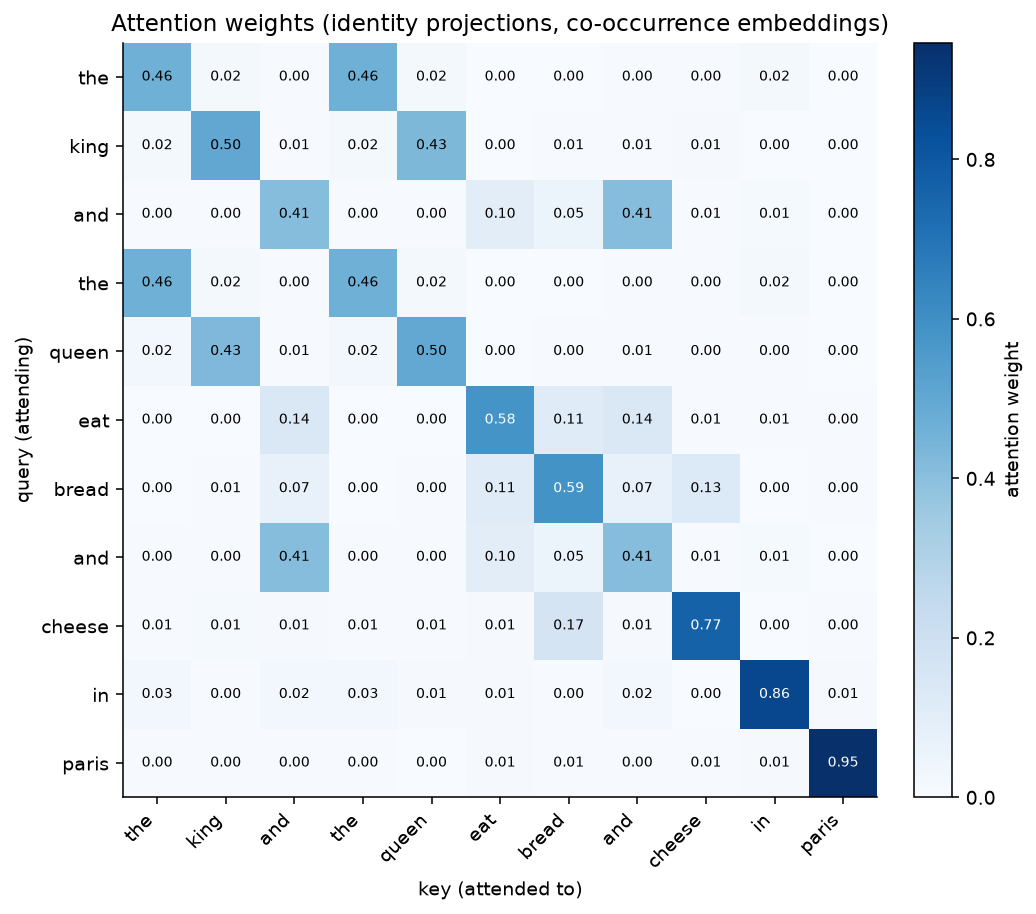 Attention weights (identity projections, co-occurrence embeddings)
the 0.46 0.02 0.00 0.46 0.02 0.00 0.00 0.00 0.00 0.02 0.00
king 0.02 0.50 0.01 0.02 0.43 0.00 0.01 0.01 0.01 0.00 0.00
and 0.00 0.00 0.41 0.00 0.00 0.10 0.05 0.41 0.01 0.01 0.00
the 0.46 0.02 0.00 0.46 0.02 0.00 0.00 0.00 0.00 0.02 0.00
queen 0.02 0.43 0.01 0.02 0.50 0.00 0.00 0.01 0.00 0.00 0.00
eat 0.00 0.00 0.14 0.00 0.00 0.58 0.11 0.14 0.01 0.01 0.00
bread 0.00 0.01 0.07 0.00 0.00 0.11 0.59 0.07 0.13 0.00 0.00
and 0.00 0.00 0.41 0.00 0.00 0.10 0.05 0.41 0.01 0.01 0.00
cheese 0.01 0.01 0.01 0.01 0.01 0.01 0.17 0.01 0.77 0.00 0.00
in 0.03 0.00 0.02 0.03 0.01 0.01 0.00 0.02 0.00 0.86 0.01
paris 0.00 0.00 0.00 0.00 0.00 0.01 0.01 0.00 0.01 0.01 0.95
the king and the queen eat bread and cheese in paris
key (attended to)
query (attending)
0.8
0.6
0.4
0.2
0.0
attention weight